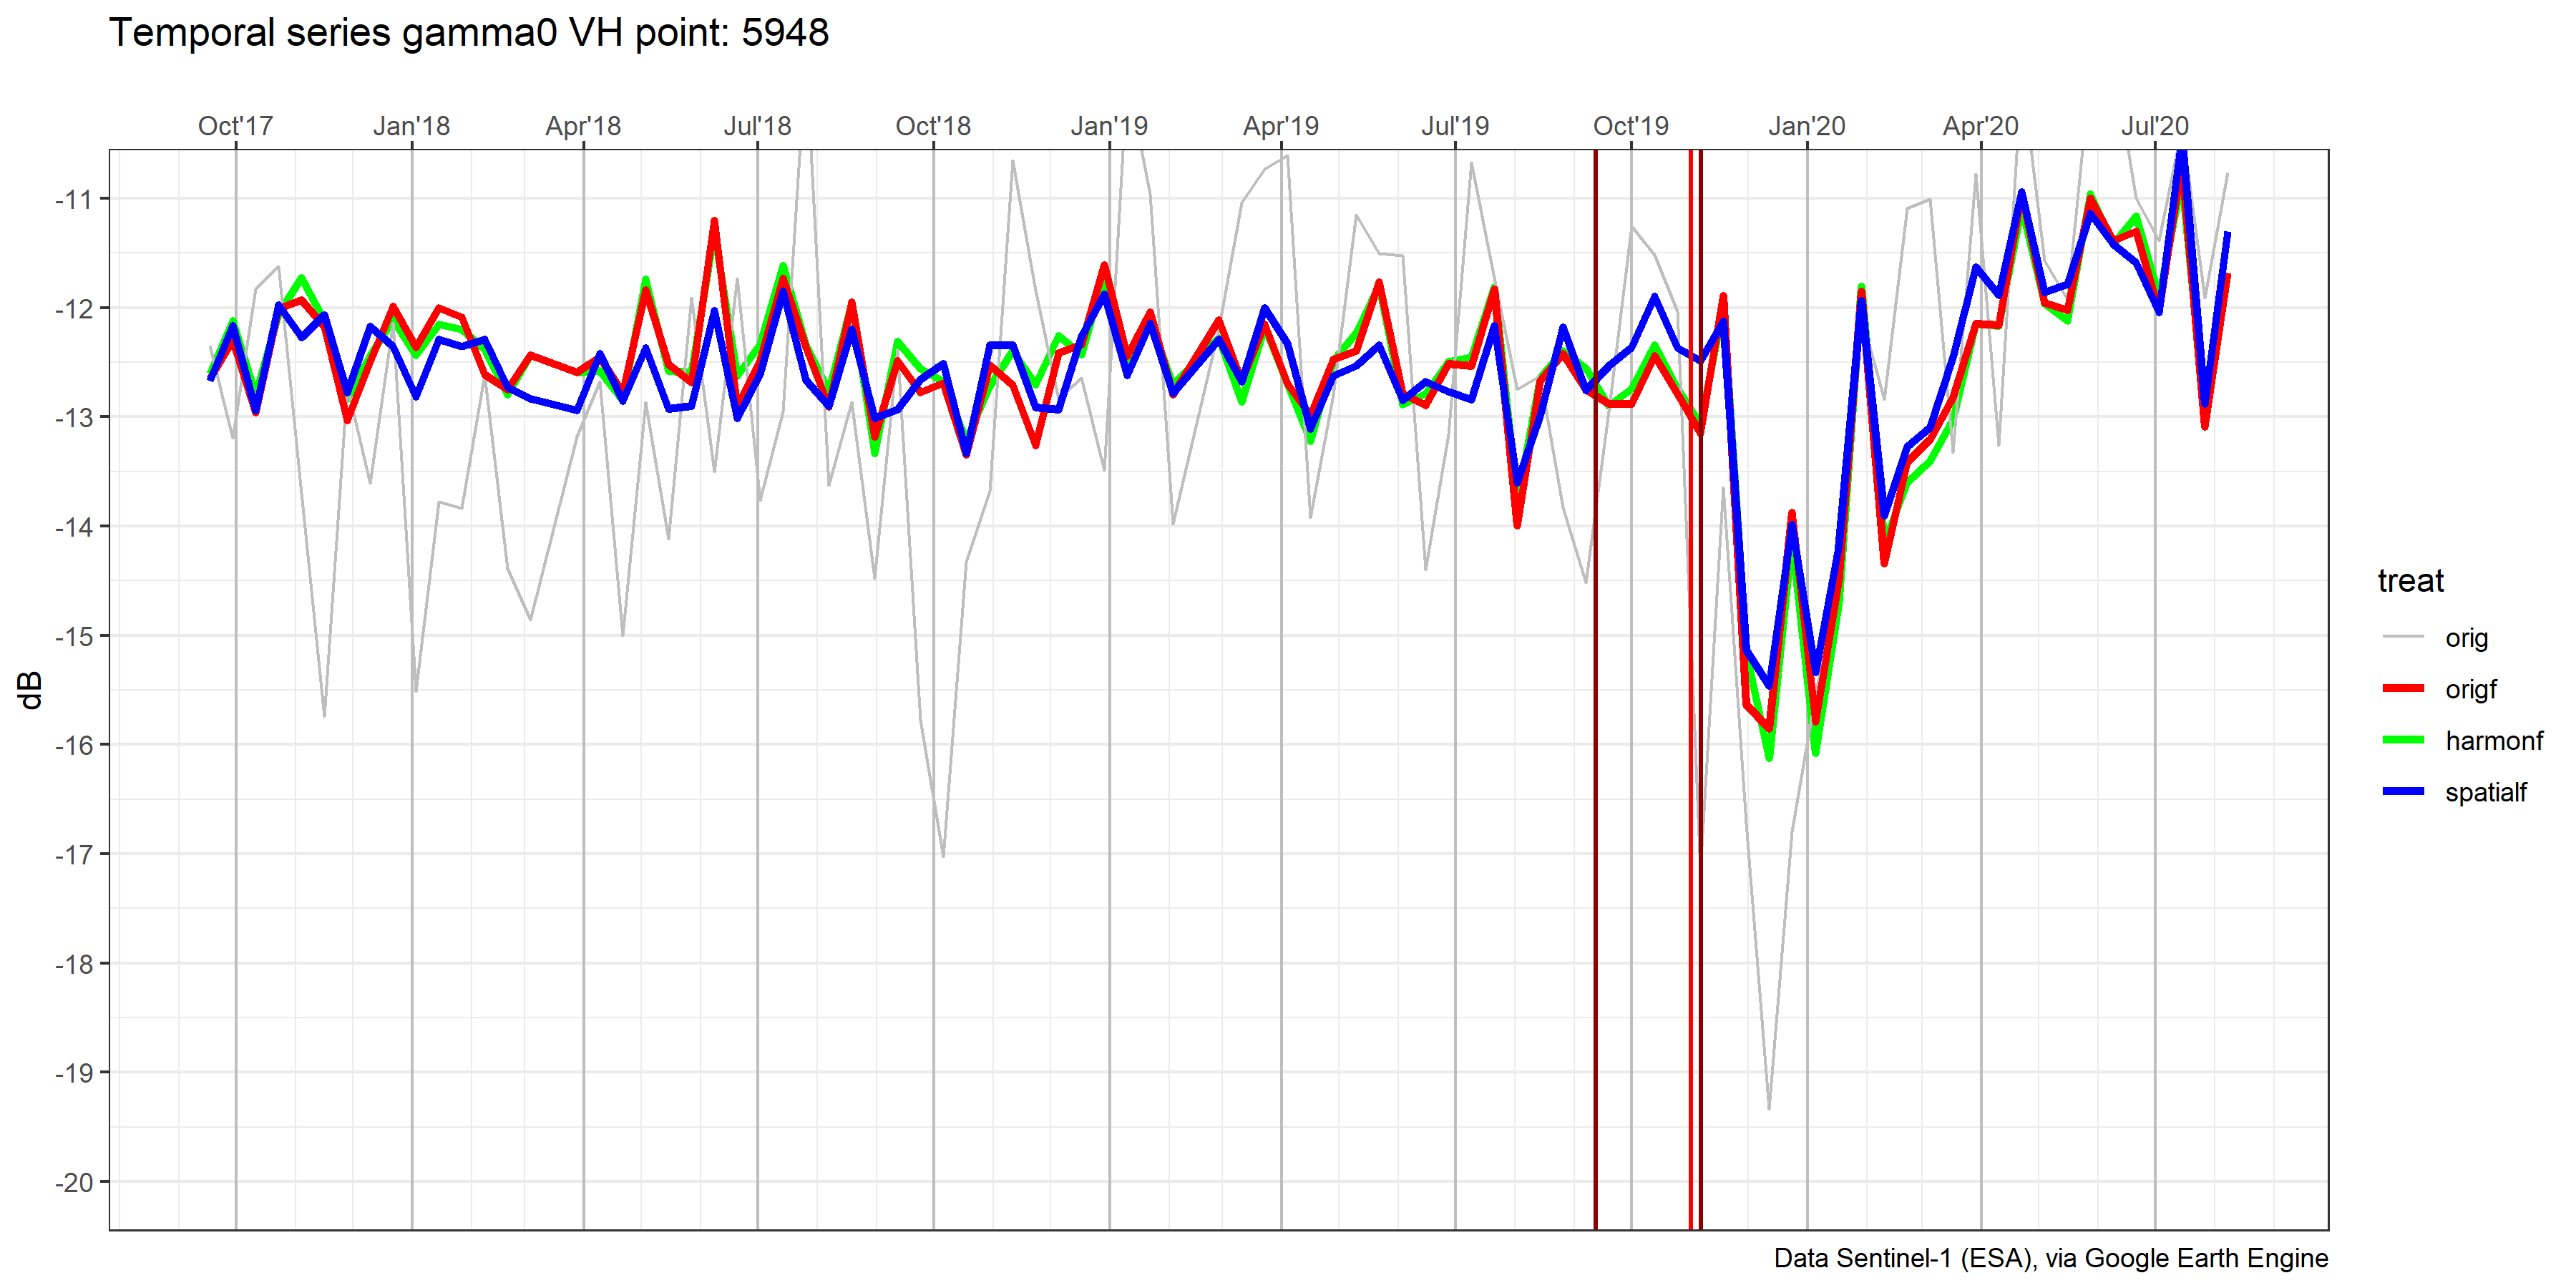 Temporal series gamma0 VH point: 5948
Oct'17 Jan'18 Apr'18 Jul'18 Oct'18 Jan'19 Apr'19 Jul'19 Oct'19 Jan'20 Apr'20 Jul'20
-11
-12
-13
-14
-15
-16
-17
-18
-19
-20
dB
treat
orig
origf
harmonf
spatialf
Data Sentinel-1 (ESA), via Google Earth Engine